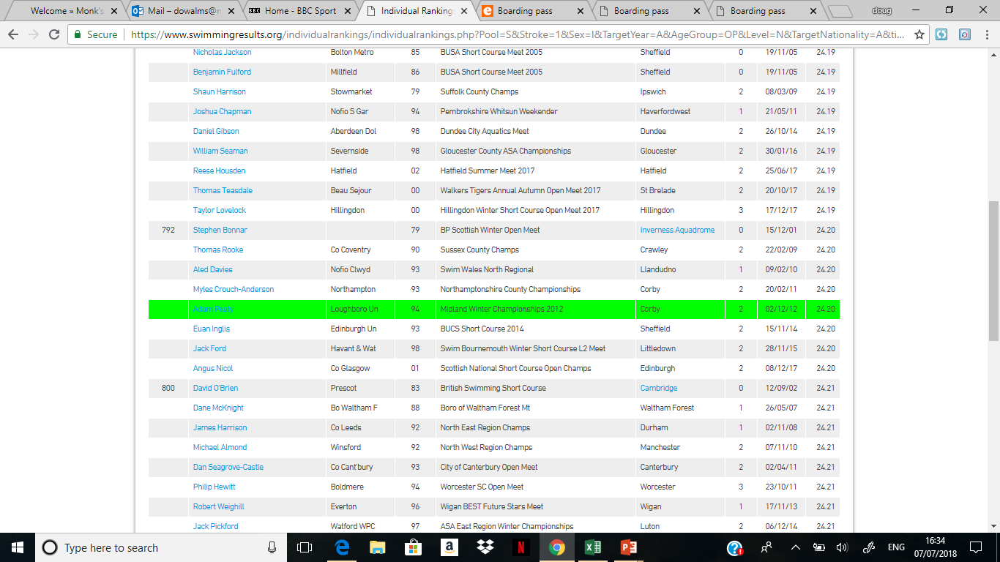 Welcome » Monk's
Mail – dowalms@m
BBC Home - BBC Sport
Individual Rankings
Boarding pass
Boarding pass
Boarding pass
doug
Secure https://www.swimmingresults.org/individualrankings/individualrankings.php?Pool=S&Stroke=1&Sex=I&TargetYear=A&AgeGroup=OP&Level=N&TargetNationality=A&ti...
Nicholas Jackson Bolton Metro 85 BUSA Short Course Meet 2005 Sheffield 0 19/11/05 24.19
Benjamin Fulford Millfield 86 BUSA Short Course Meet 2005 Sheffield 0 19/11/05 24.19
Shaun Harrison Stowmarket 79 Suffolk County Champs Ipswich 2 08/03/09 24.19
Joshua Chapman Nofio S Gar 94 Pembrokshire Whitsun Weekender Haverfordwest 1 21/05/11 24.19
Daniel Gibson Aberdeen Dol 98 Dundee City Aquatics Meet Dundee 2 26/10/14 24.19
William Seaman Severnside 98 Gloucester County ASA Championships Gloucester 2 30/01/16 24.19
Reese Housden Hatfield 02 Hatfield Summer Meet 2017 Hatfield 2 25/06/17 24.19
Thomas Teasdale Beau Sejour 00 Walkers Tigers Annual Autumn Open Meet 2017 St Brelade 2 20/10/17 24.19
Taylor Lovelock Hillingdon 00 Hillingdon Winter Short Course Open Meet 2017 Hillingdon 3 17/12/17 24.19
792 Stephen Bonnar 79 BP Scottish Winter Open Meet Inverness Aquadrome 0 15/12/01 24.20
Thomas Rooke Co Coventry 90 Sussex County Champs Crawley 2 22/02/09 24.20
Aled Davies Nofio Clwyd 93 Swim Wales North Regional Llandudno 1 09/02/10 24.20
Myles Crouch-Anderson Northampton 93 Northamptonshire County Championships Corby 2 20/02/11 24.20
Adam Peaty Loughboro Un 94 Midland Winter Championships 2012 Corby 2 02/12/12 24.20
Euan Inglis Edinburgh Un 93 BUCS Short Course 2014 Sheffield 2 15/11/14 24.20
Jack Ford Havant & Wat 98 Swim Bournemouth Winter Short Course L2 Meet Littledown 2 28/11/15 24.20
Angus Nicol Co Glasgow 01 Scottish National Short Course Open Champs Edinburgh 2 08/12/17 24.20
800 David O'Brien Prescot 83 British Swimming Short Course Cambridge 0 12/09/02 24.21
Dane McKnight Bo Waltham F 88 Boro of Waltham Forest Mt Waltham Forest 1 26/05/07 24.21
James Harrison Co Leeds 92 North East Region Champs Durham 1 02/11/08 24.21
Michael Almond Winsford 92 North West Region Champs Manchester 2 07/11/10 24.21
Dan Seagrove-Castle Co Cant'bury 93 City of Canterbury Open Meet Canterbury 2 02/04/11 24.21
Philip Hewitt Boldmere 94 Worcester SC Open Meet Worcester 3 23/10/11 24.21
Robert Weighill Everton 96 Wigan BEST Future Stars Meet Wigan 1 17/11/13 24.21
Jack Pickford Watford WPC 97 ASA East Region Winter Championships Luton 2 06/12/14 24.21
Type here to search
ENG
16:34
07/07/2018